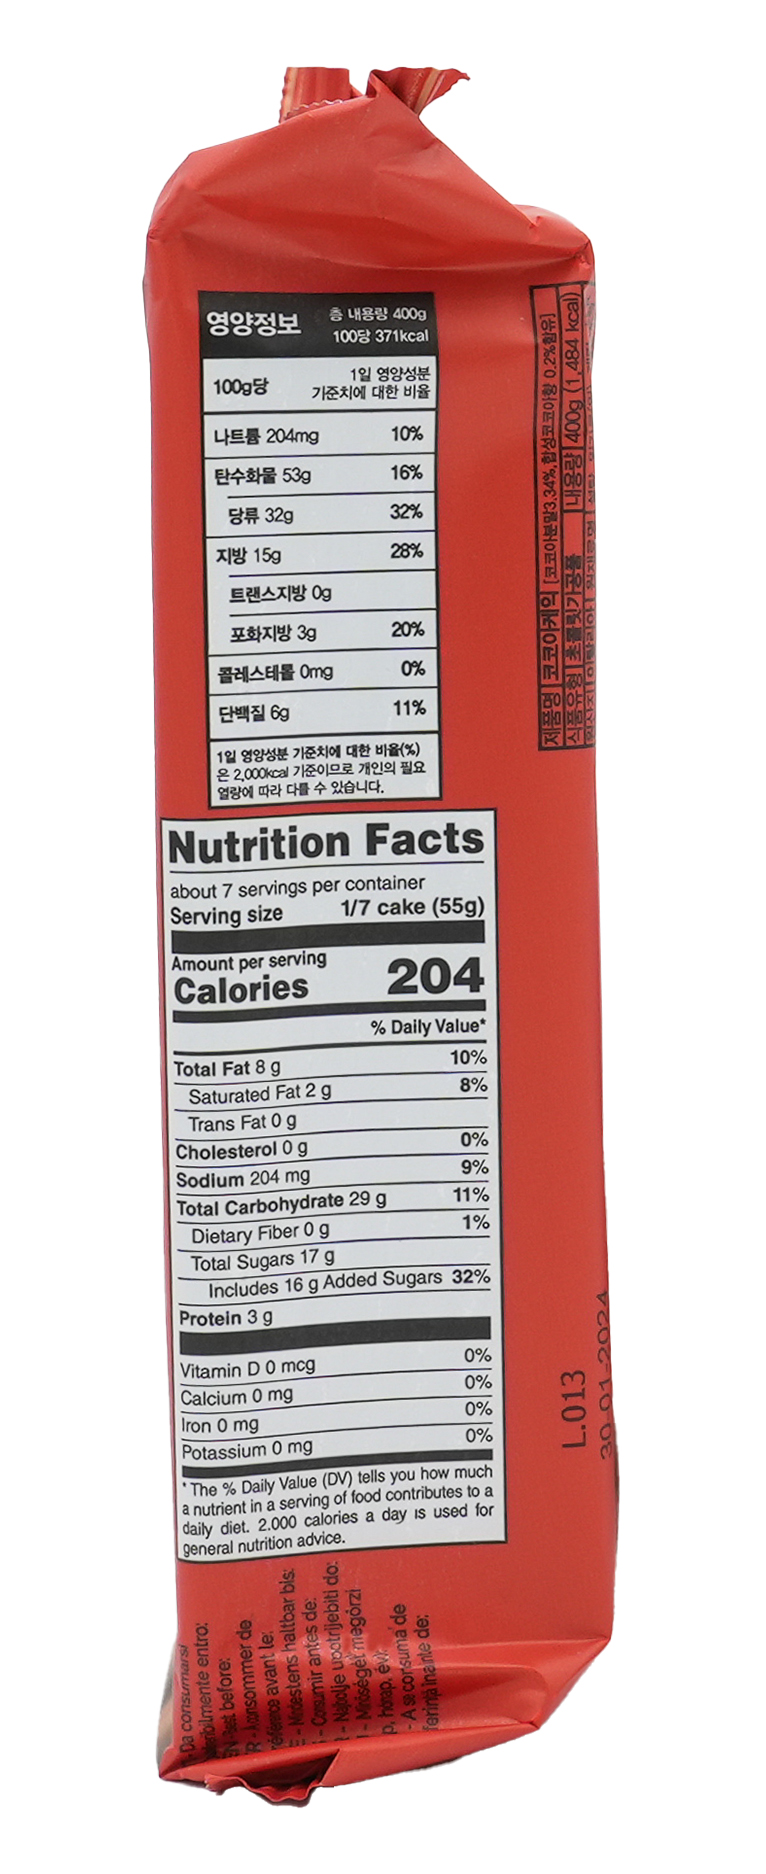 영양정보
총 내용량 400g
100당 371kcal
100g당
1일 영양성분
기준치에 대한 비율
나트륨 204mg 10%
탄수화물 53g 16%
당류 32g 32%
지방 15g 28%
트랜스지방 0g
포화지방 3g 20%
콜레스테롤 0mg 0%
단백질 6g 11%
1일 영양성분 기준치에 대한 비율(%)
은 2,000kcal 기준이므로 개인의 필요
열량에 따라 다를 수 있습니다.
제품명 코코아케익 [코코아분말3.34%,합성코코아향 0.2%함유]
식품유형 초콜릿가공품 내용량 400g (1,484 kcal)
원산지 이탈리아
Nutrition Facts
about 7 servings per container
Serving size 1/7 cake (55g)
Amount per serving
Calories 204
% Daily Value*
Total Fat 8 g 10%
Saturated Fat 2 g 8%
Trans Fat 0 g
Cholesterol 0 g 0%
Sodium 204 mg 9%
Total Carbohydrate 29 g 11%
Dietary Fiber 0 g 1%
Total Sugars 17 g
Includes 16 g Added Sugars 32%
Protein 3 g
Vitamin D 0 mcg 0%
Calcium 0 mg 0%
Iron 0 mg 0%
Potassium 0 mg 0%
* The % Daily Value (DV) tells you how much
a nutrient in a serving of food contributes to a
daily diet. 2.000 calories a day is used for
general nutrition advice.
L.013
30-01-2024
Da consumarsi
entro:
before:
avant le:
haltbar bis:
antes de:
upotrijebiti do:
megőrzi
A se consuma de
înainte de: